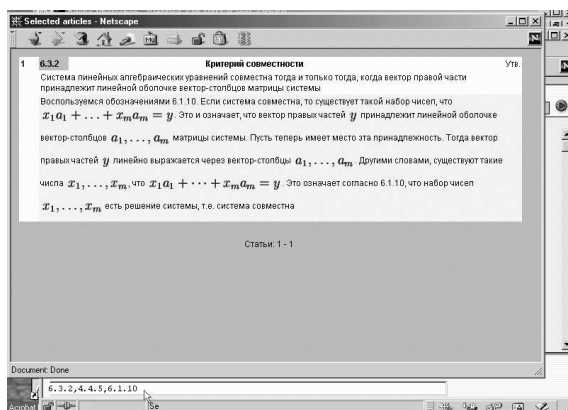 Selected articles - Netscape
1 6.3.2 Критерий совместности Утв.
Система линейных алгебраических уравнений совместна тогда и только тогда, когда вектор правой части
принадлежит линейной оболочке вектор-столбцов матрицы системы
Воспользуемся обозначениями 6.1.10. Если система совместна, то существует такой набор чисел, что
x₁a₁ + . . . + xₘaₘ = y. Это и означает, что вектор правых частей y принадлежит линейной оболочке
вектор-столбцов a₁, . . . , aₘ матрицы системы. Пусть теперь имеет место эта принадлежность. Тогда вектор
правых частей y линейно выражается через вектор-столбцы a₁, . . . , aₘ. Другими словами, существуют такие
числа x₁, . . . , xₘ, что x₁a₁ + · · · + xₘaₘ = y. Это означает согласно 6.1.10, что набор чисел
x₁, . . . , xₘ есть решение системы, т.е. система совместна
Статьи: 1 - 1
Document: Done
6.3.2,4.4.5,6.1.10
Acrobat
Se